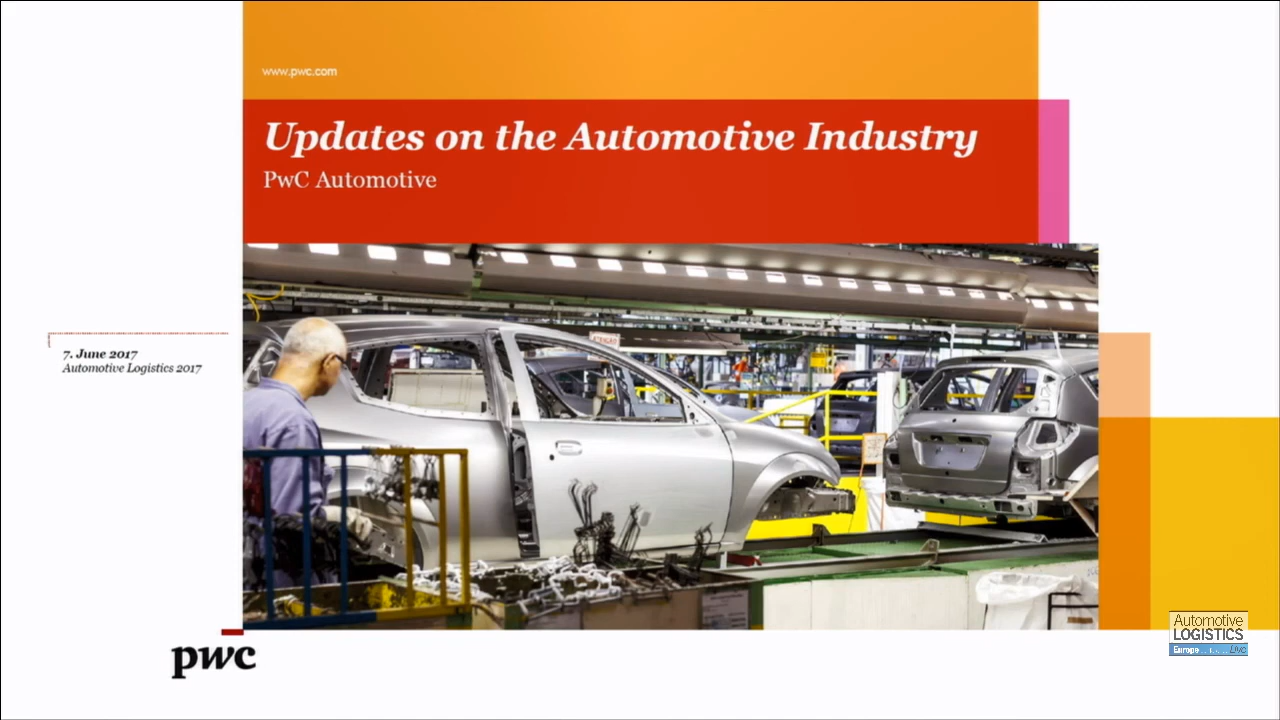 www.pwc.com
Updates on the Automotive Industry
PwC Automotive
7. June 2017
Automotive Logistics 2017
pwc
Automotive
LOGISTICS
Europe Live